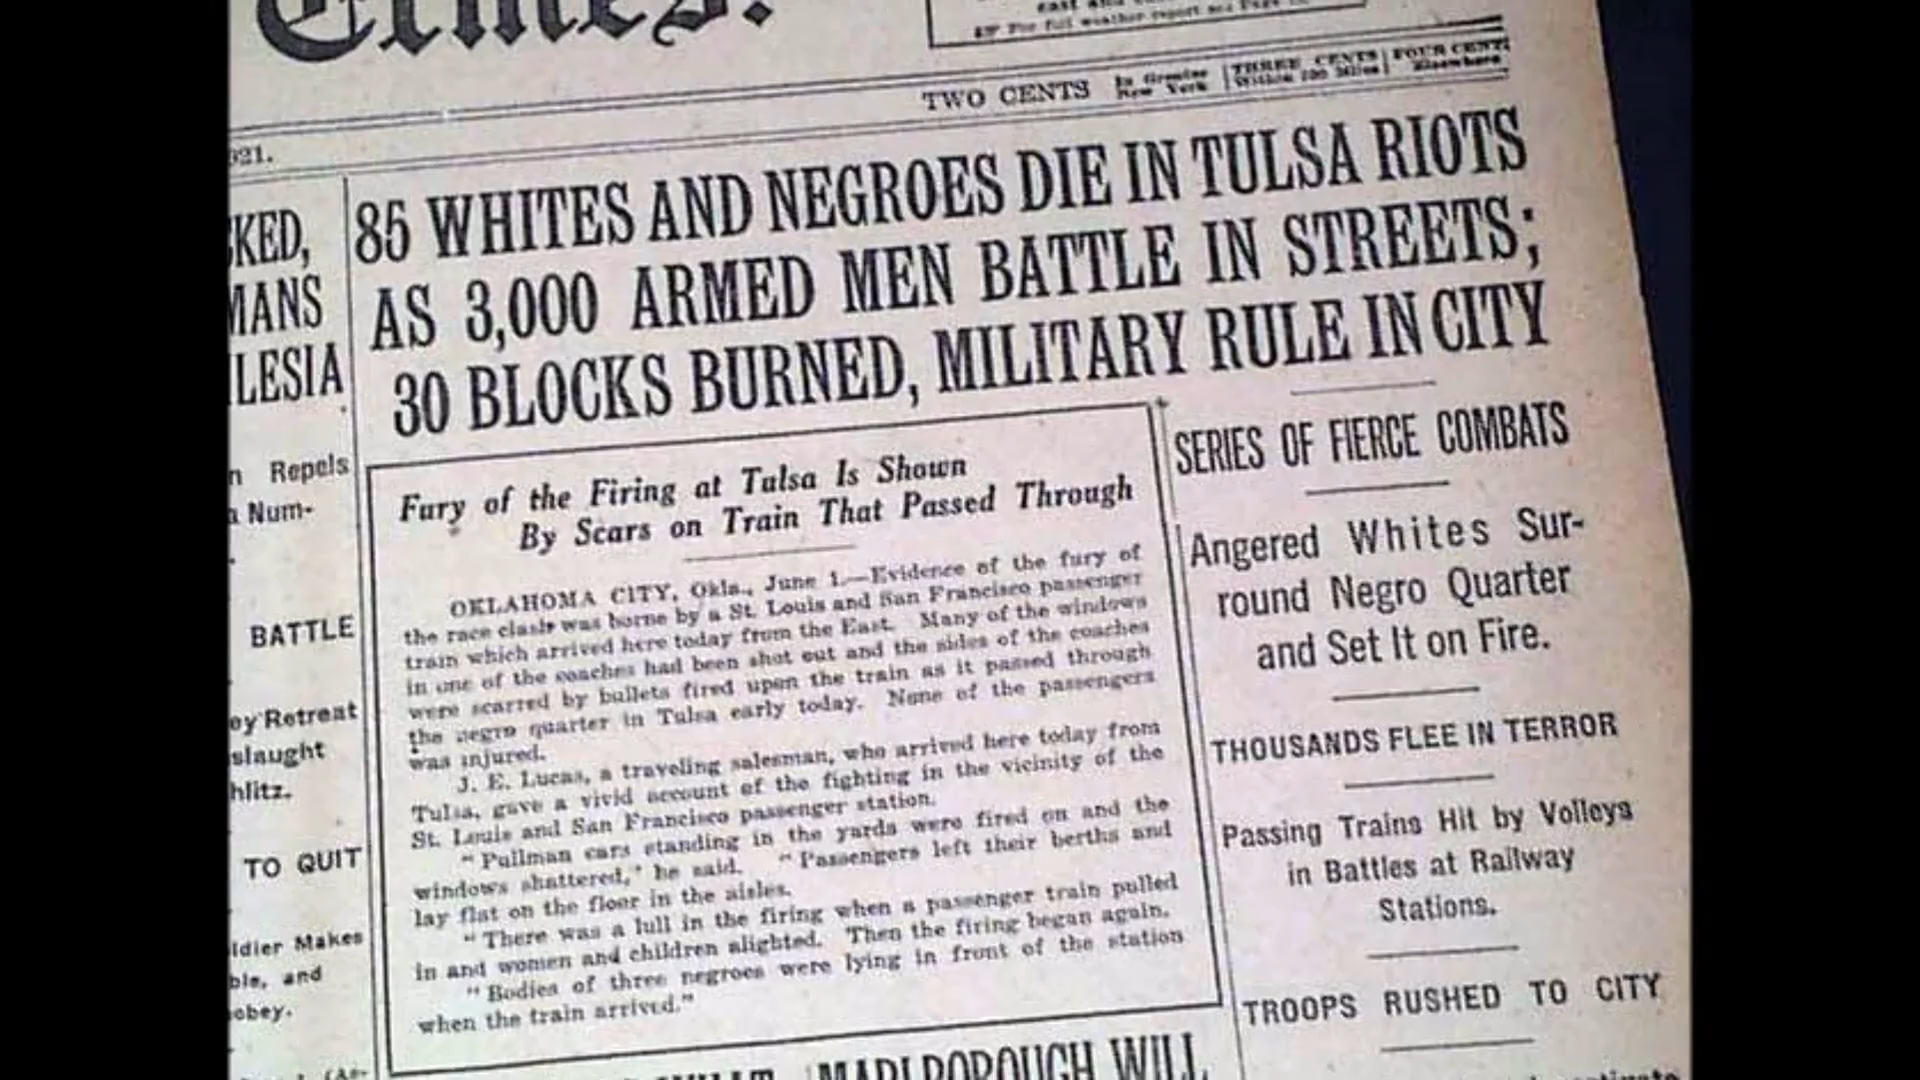 Times.
east and
For full weather report see Page
TWO CENTS In Greater New York | THREE CENTS Within 200 Miles | FOUR CENTS Elsewhere
921.
CKED,
MANS
LESIA
n Repels
a Num-
BATTLE
ey Retreat
slaught
hlitz.
TO QUIT
ldier Makes
ble, and
obey.
(As-
85 WHITES AND NEGROES DIE IN TULSA RIOTS
AS 3,000 ARMED MEN BATTLE IN STREETS;
30 BLOCKS BURNED, MILITARY RULE IN CITY
Fury of the Firing at Tulsa Is Shown
By Scars on Train That Passed Through
OKLAHOMA CITY, Okla., June 1.—Evidence of the fury of
the race clash was borne by a St. Louis and San Francisco passenger
train which arrived here today from the East. Many of the windows
in one of the coaches had been shot out and the sides of the coaches
were scarred by bullets fired upon the train as it passed through
the negro quarter in Tulsa early today. None of the passengers
was injured.
J. E. Lucas, a traveling salesman, who arrived here today from
Tulsa, gave a vivid account of the fighting in the vicinity of the
St. Louis and San Francisco passenger station.
"Pullman cars standing in the yards were fired on and the
windows shattered,' he said. "Passengers left their berths and
lay flat on the floor in the aisles.
"There was a lull in the firing when a passenger train pulled
in and women and children alighted. Then the firing began again.
"Bodies of three negroes were lying in front of the station
when the train arrived."
MARLBOROUGH WILL
SERIES OF FIERCE COMBATS
Angered Whites Sur-
round Negro Quarter
and Set It on Fire.
THOUSANDS FLEE IN TERROR
Passing Trains Hit by Volleys
in Battles at Railway
Stations.
TROOPS RUSHED TO CITY